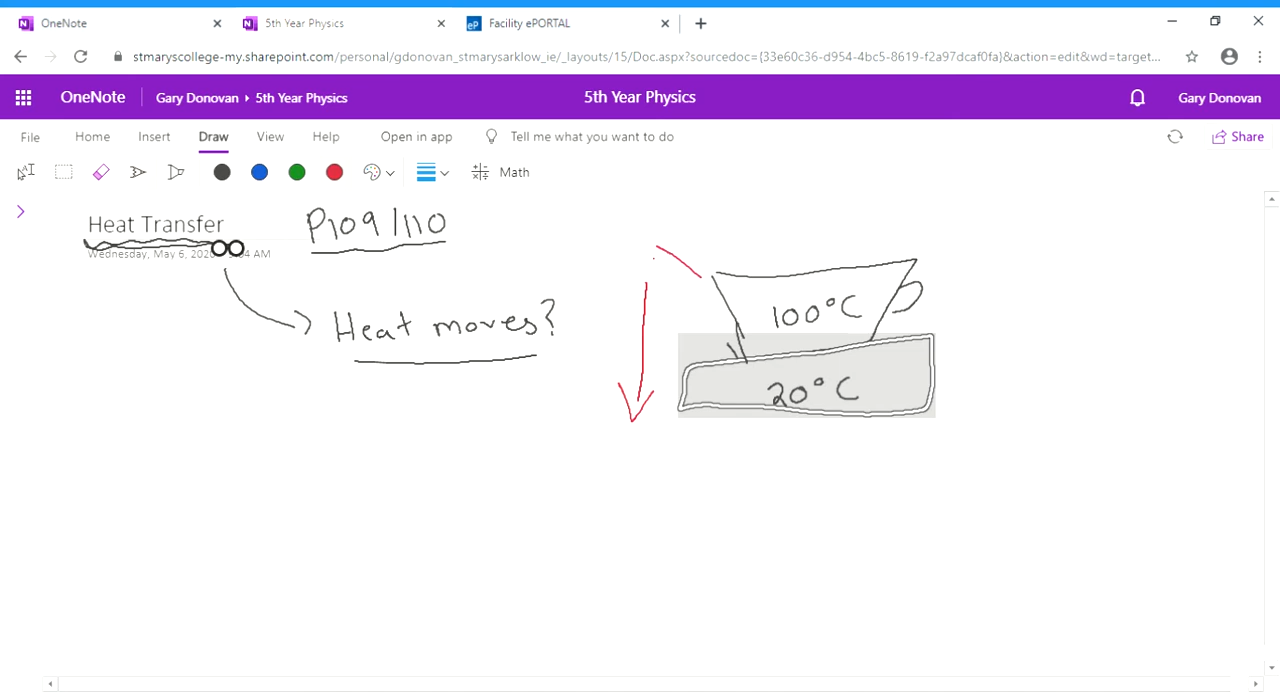 OneNote
5th Year Physics
Facility ePORTAL
stmaryscollege-my.sharepoint.com/personal/gdonovan_stmarysarklow_ie/_layouts/15/Doc.aspx?sourcedoc={33e60c36-d954-4bc5-8619-f2a97dcaf0fa}&action=edit&wd=target...
OneNote
Gary Donovan › 5th Year Physics
5th Year Physics
Gary Donovan
File Home Insert Draw View Help Open in app Tell me what you want to do Share
Math
Heat Transfer
P109/110
Wednesday, May 6, 2020 AM
Heat moves?
100°C
20°C